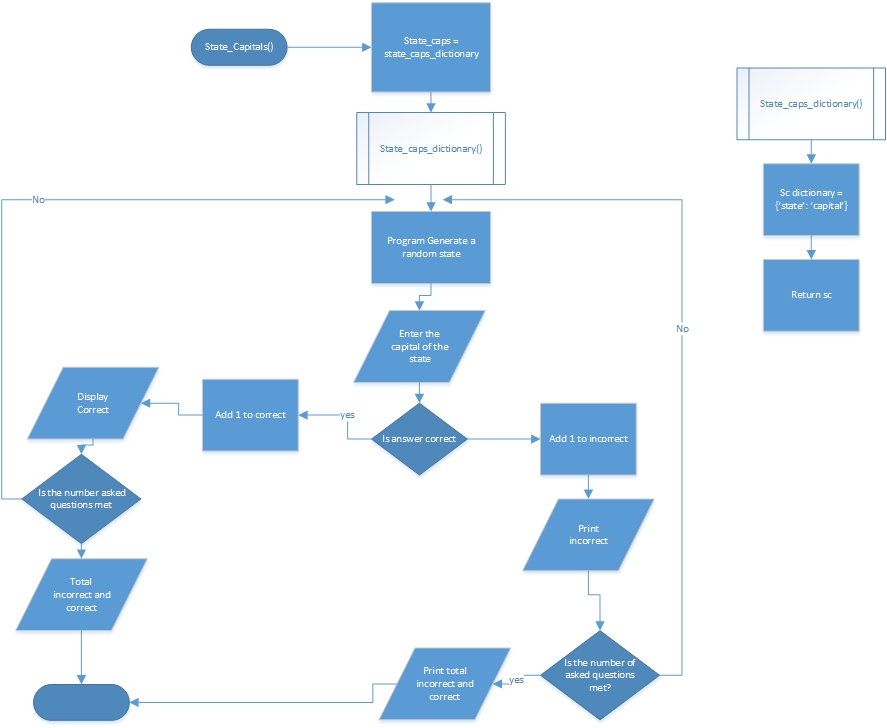 State_Capitals()
State_caps =
state_caps_dictionary
State_caps_dictionary()
State_caps_dictionary()
Sc dictionary =
{‘state’: ‘capital’}
Return sc
No
Program Generate a
random state
No
Enter the
capital of the
state
Display
Correct
Add 1 to correct
yes
Is answer correct
Add 1 to incorrect
Is the number asked
questions met
Print
incorrect
Total
incorrect and
correct
Print total
incorrect and
correct
yes
Is the number of
asked questions
met?